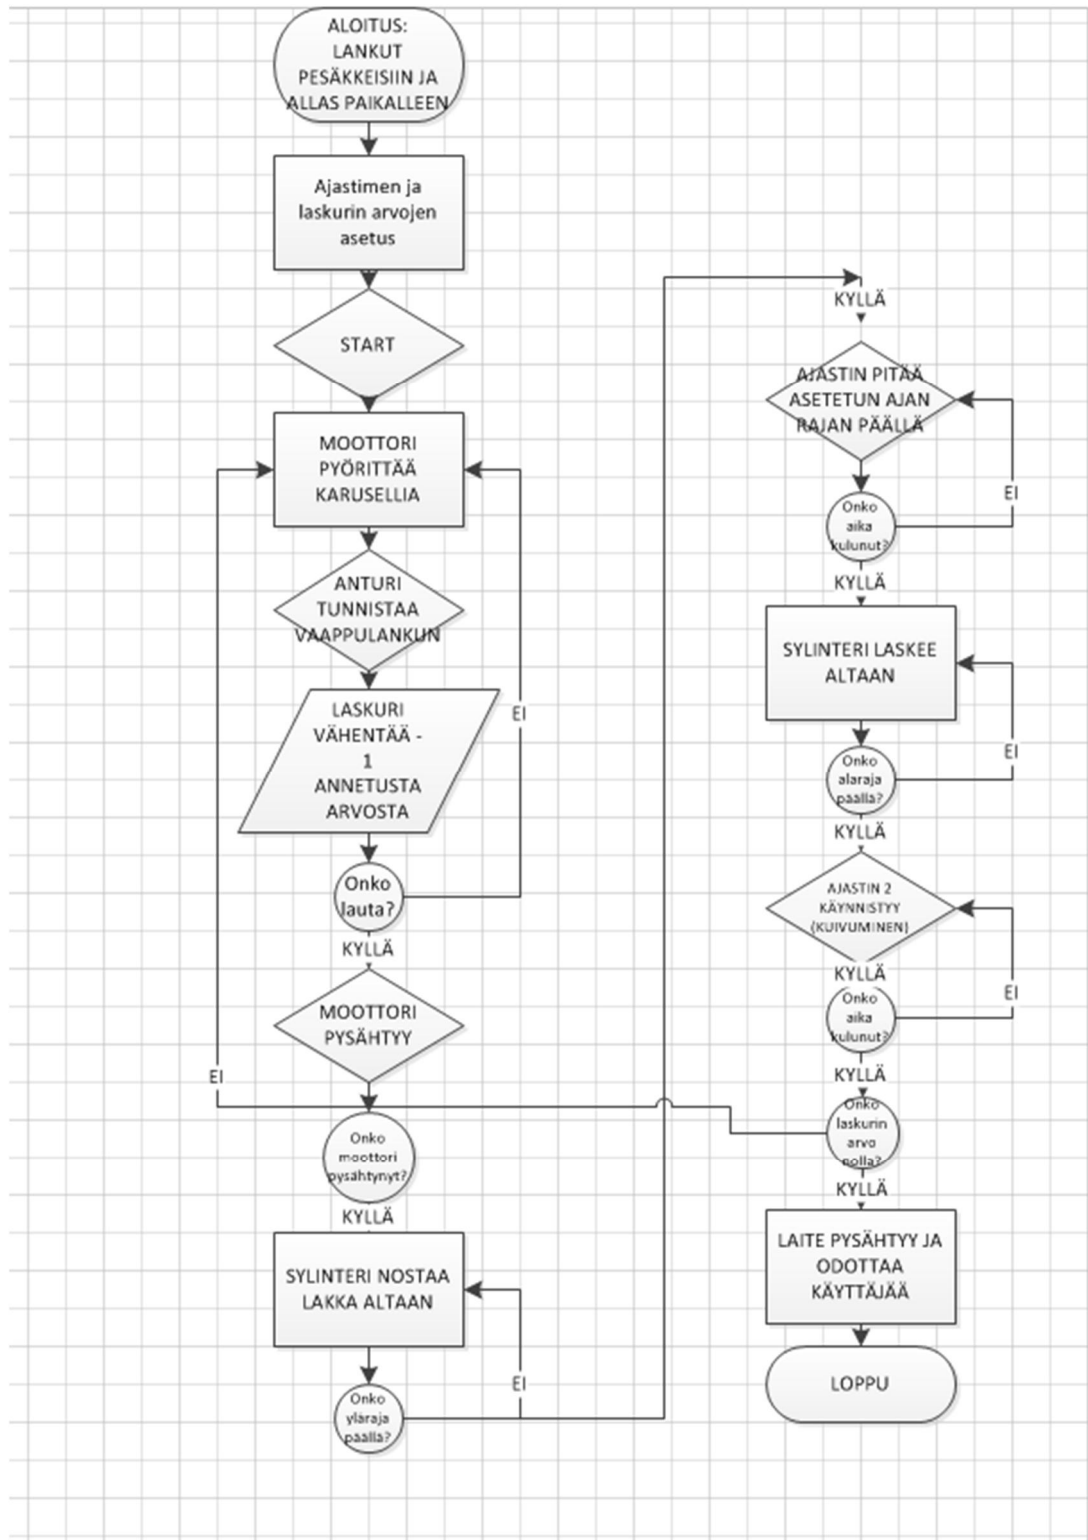 ALOITUS:
LANKUT
PESÄKKEISIIN JA
ALLAS PAIKALLEEN
Ajastimen ja
laskurin arvojen
asetus
START
MOOTTORI
PYÖRITTÄÄ
KARUSELLIA
ANTURI
TUNNISTAA
VAAPPULANKUN
LASKURI
VÄHENTÄÄ -
1
ANNETUSTA
ARVOSTA
EI
Onko
lauta?
KYLLÄ
MOOTTORI
PYSÄHTYY
EI
Onko
moottori
pysähtynyt?
KYLLÄ
SYLINTERI NOSTAA
LAKKA ALTAAN
EI
Onko
yläraja
päällä?
KYLLÄ
AJASTIN PITÄÄ
ASETETUN AJAN
RAJAN PÄÄLLÄ
EI
Onko
aika
kulunut?
KYLLÄ
SYLINTERI LASKEE
ALTAAN
EI
Onko
alaraja
päällä?
KYLLÄ
AJASTIN 2
KÄYNNISTYY
(KUIVUMINEN)
KYLLÄ
EI
Onko
aika
kulunut?
KYLLÄ
Onko
laskurin
arvo
nolla?
KYLLÄ
LAITE PYSÄHTYY JA
ODOTTAA
KÄYTTÄJÄÄ
LOPPU